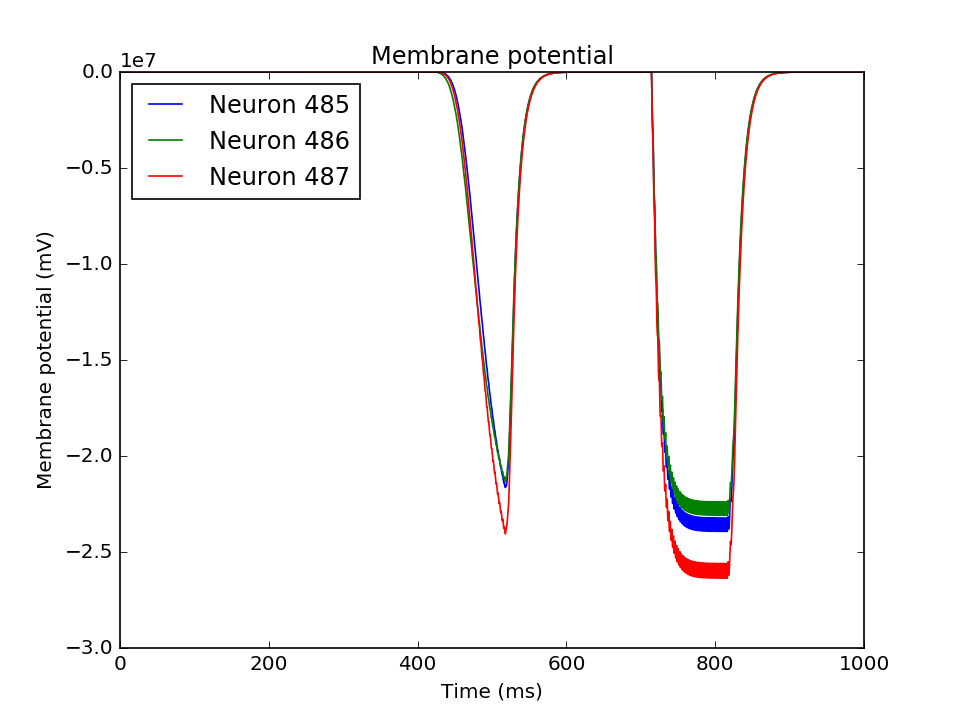 Membrane potential
1e7
Neuron 485
Neuron 486
Neuron 487
Membrane potential (mV)
0.0
−0.5
−1.0
−1.5
−2.0
−2.5
−3.0
0 200 400 600 800 1000
Time (ms)